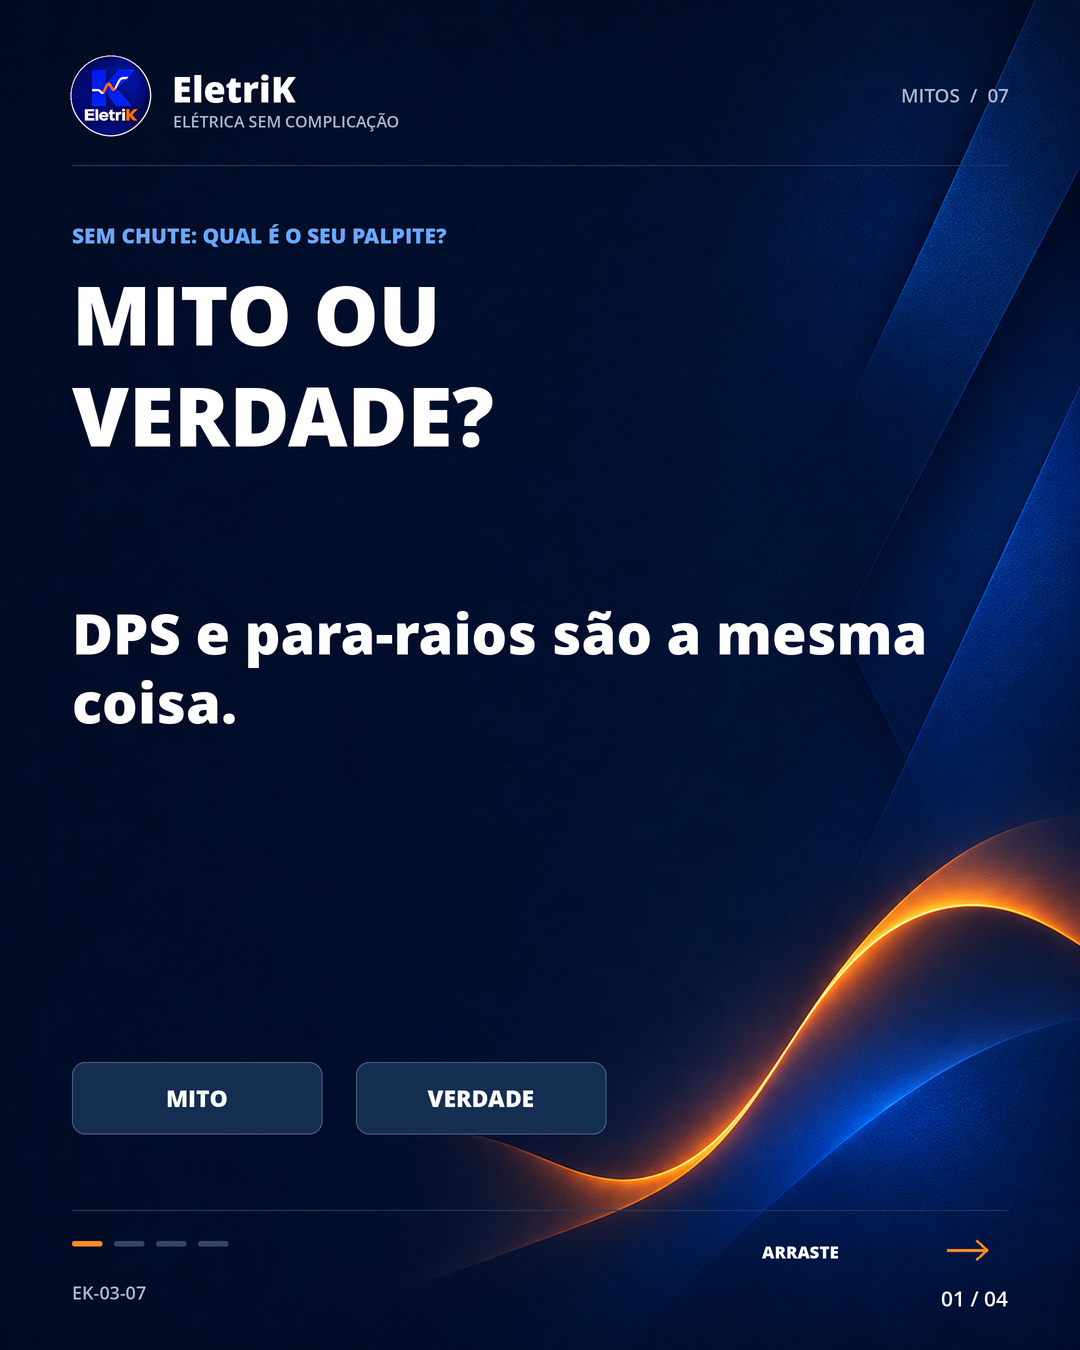 EletriK
EletriK
ELÉTRICA SEM COMPLICAÇÃO
MITOS / 07
SEM CHUTE: QUAL É O SEU PALPITE?
MITO OU
VERDADE?
DPS e para-raios são a mesma
coisa.
MITO
VERDADE
ARRASTE
EK-03-07
01 / 04